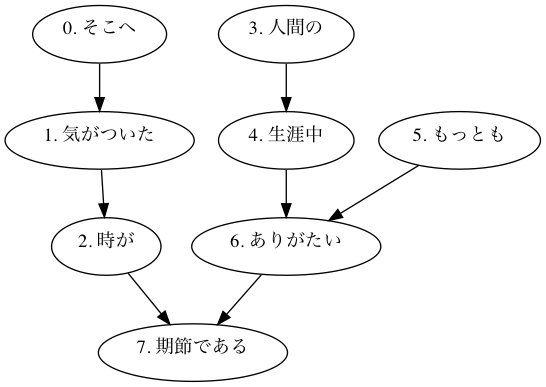 0. そこへ
3. 人間の
1. 気がついた
4. 生涯中
5. もっとも
2. 時が
6. ありがたい
7. 期節である